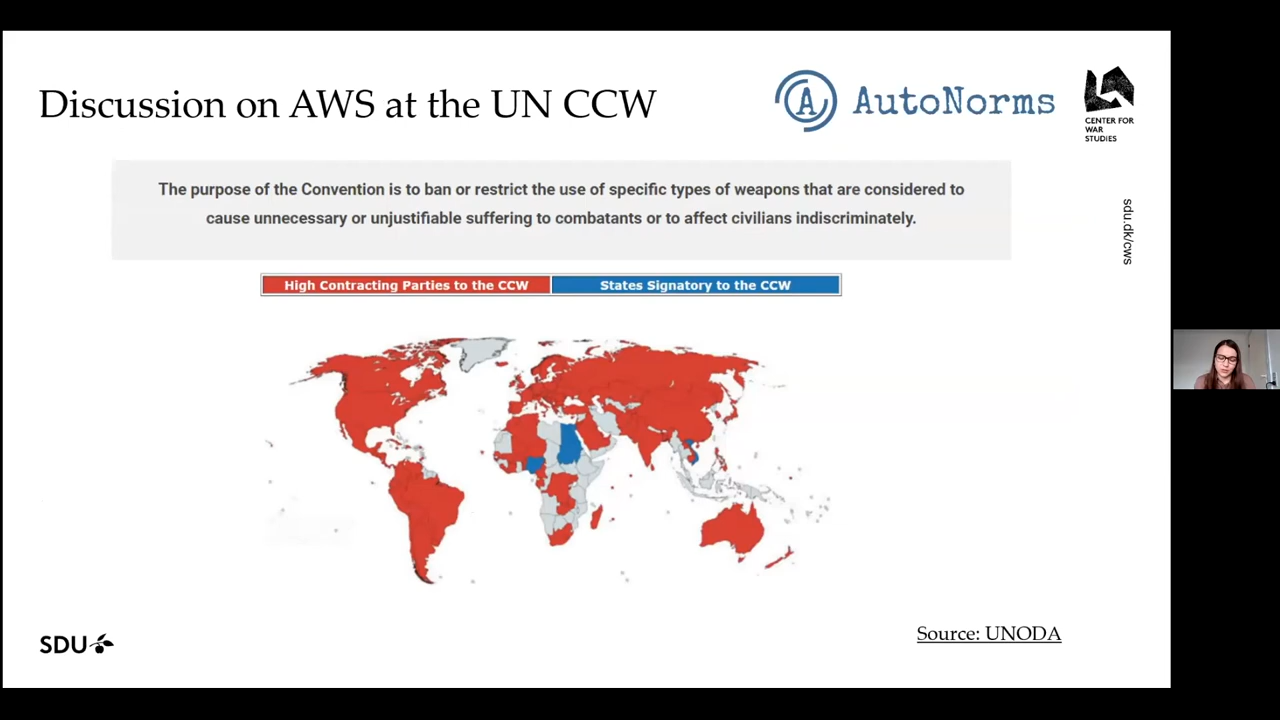 Discussion on AWS at the UN CCW
A
AutoNorms
CENTER FOR
WAR
STUDIES
The purpose of the Convention is to ban or restrict the use of specific types of weapons that are considered to
cause unnecessary or unjustifiable suffering to combatants or to affect civilians indiscriminately.
sdu.dk/cws
High Contracting Parties to the CCW
States Signatory to the CCW
Source: UNODA
SDU